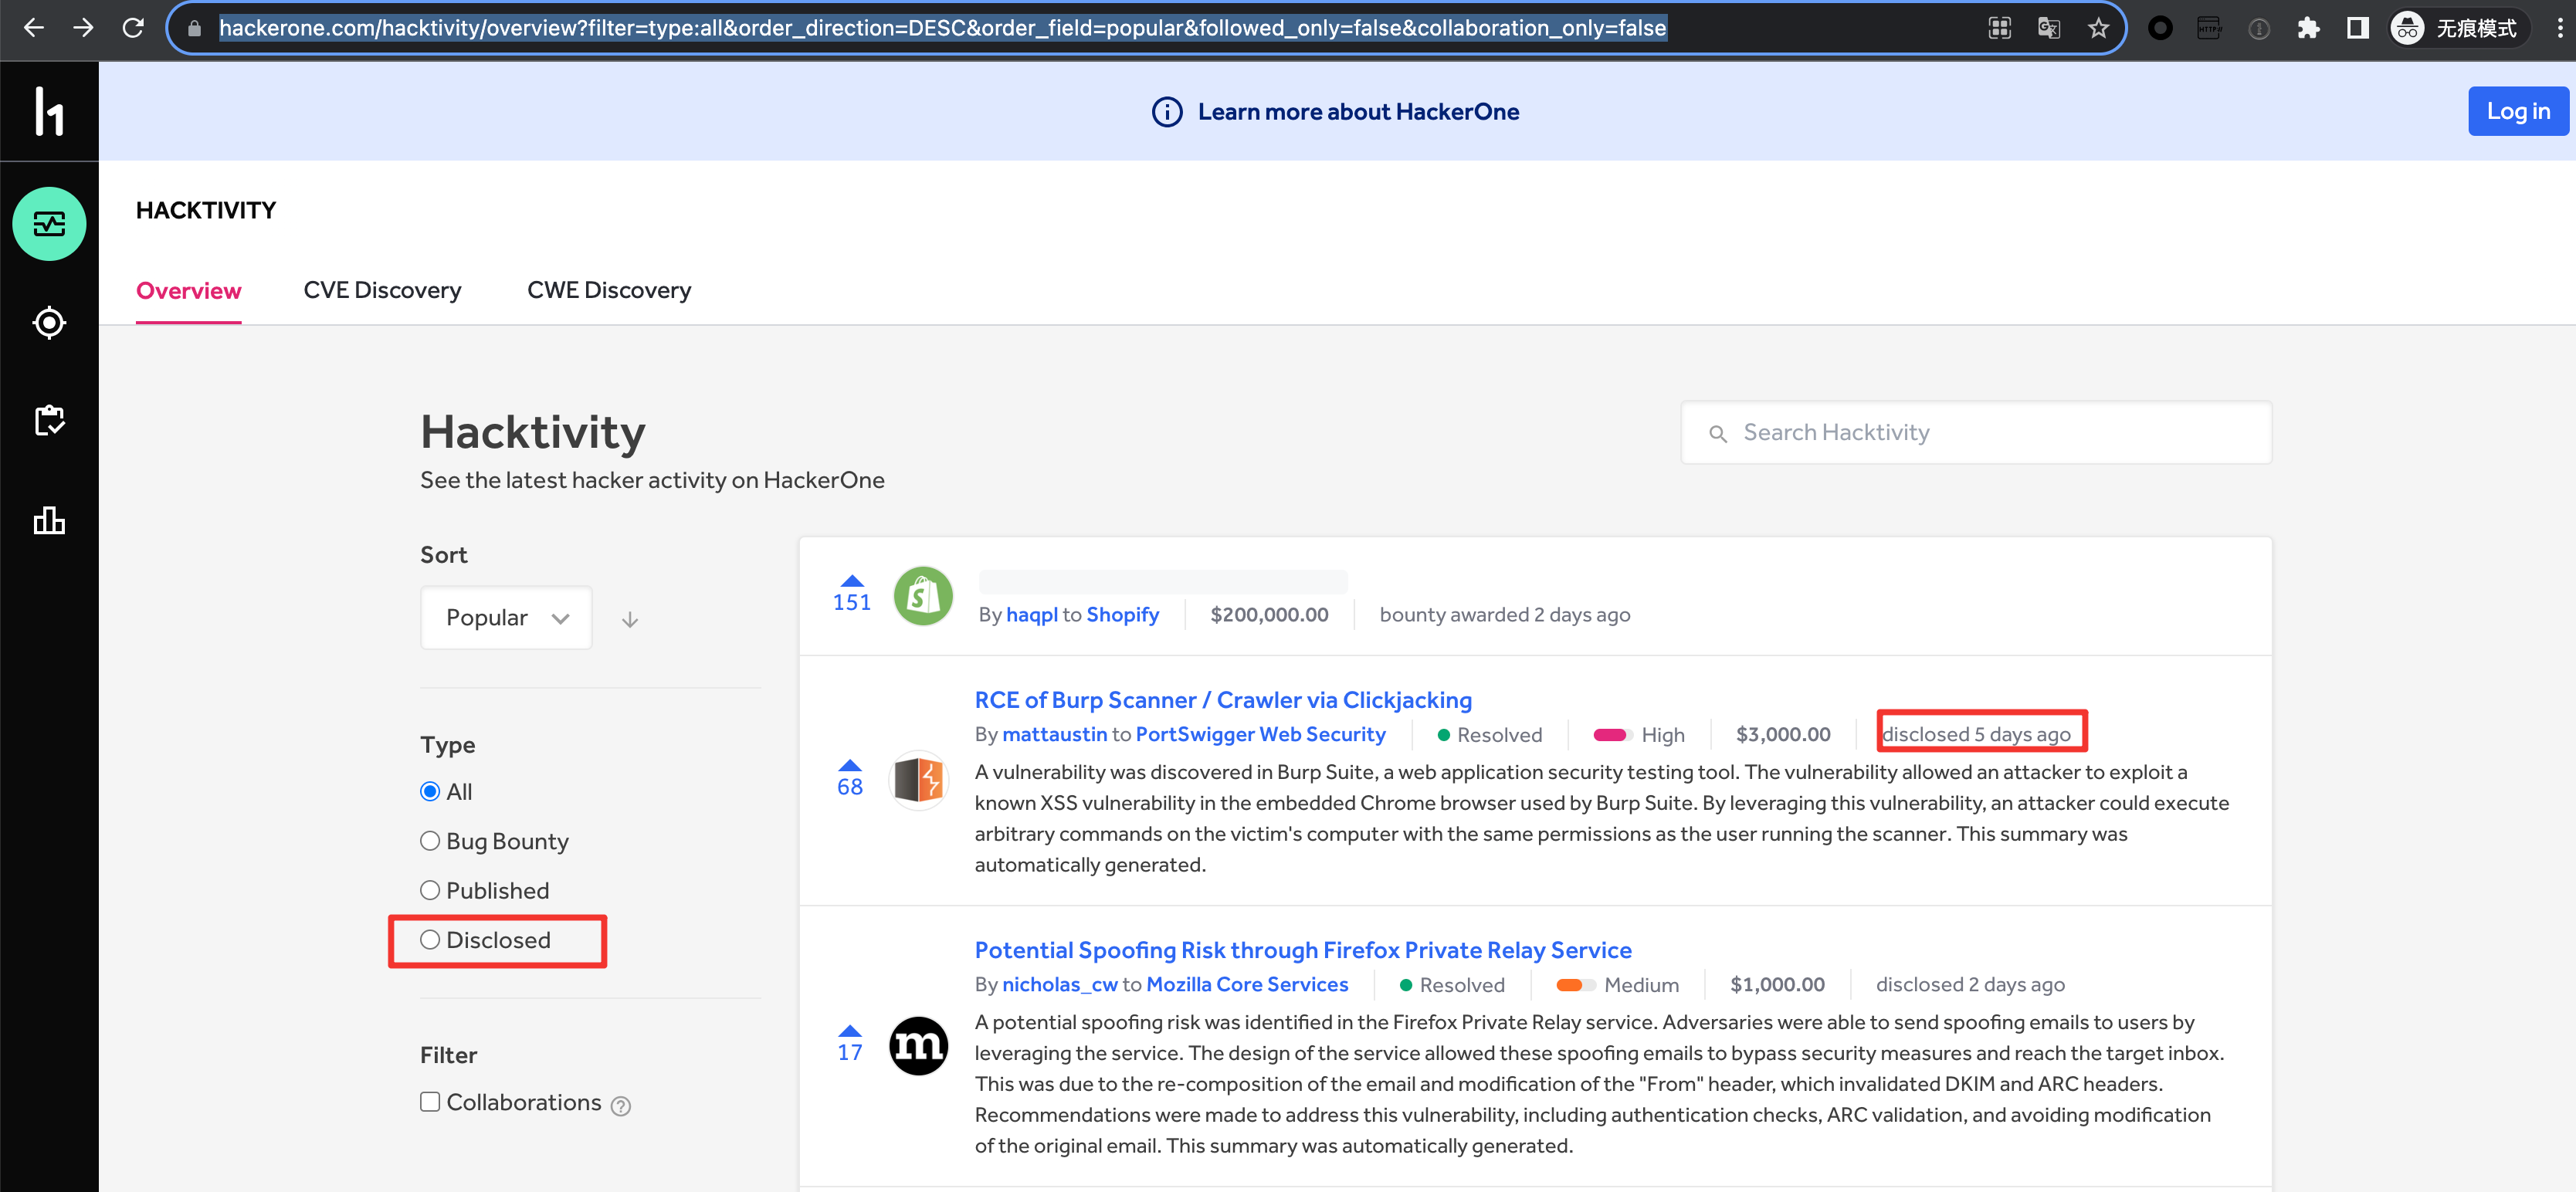 hackerone.com/hacktivity/overview?filter=type:all&order_direction=DESC&order_field=popular&followed_only=false&collaboration_only=false
无痕模式
h1
Learn more about HackerOne
Log in
HACKTIVITY
Overview CVE Discovery CWE Discovery
Hacktivity
Search Hacktivity
See the latest hacker activity on HackerOne
Sort
Popular
Type
All
Bug Bounty
Published
Disclosed
Filter
Collaborations ?
151
By haqpl to Shopify $200,000.00 bounty awarded 2 days ago
RCE of Burp Scanner / Crawler via Clickjacking
By mattaustin to PortSwigger Web Security Resolved High $3,000.00 disclosed 5 days ago
68
A vulnerability was discovered in Burp Suite, a web application security testing tool. The vulnerability allowed an attacker to exploit a
known XSS vulnerability in the embedded Chrome browser used by Burp Suite. By leveraging this vulnerability, an attacker could execute
arbitrary commands on the victim's computer with the same permissions as the user running the scanner. This summary was
automatically generated.
Potential Spoofing Risk through Firefox Private Relay Service
By nicholas_cw to Mozilla Core Services Resolved Medium $1,000.00 disclosed 2 days ago
17
m
A potential spoofing risk was identified in the Firefox Private Relay service. Adversaries were able to send spoofing emails to users by
leveraging the service. The design of the service allowed these spoofing emails to bypass security measures and reach the target inbox.
This was due to the re-composition of the email and modification of the "From" header, which invalidated DKIM and ARC headers.
Recommendations were made to address this vulnerability, including authentication checks, ARC validation, and avoiding modification
of the original email. This summary was automatically generated.